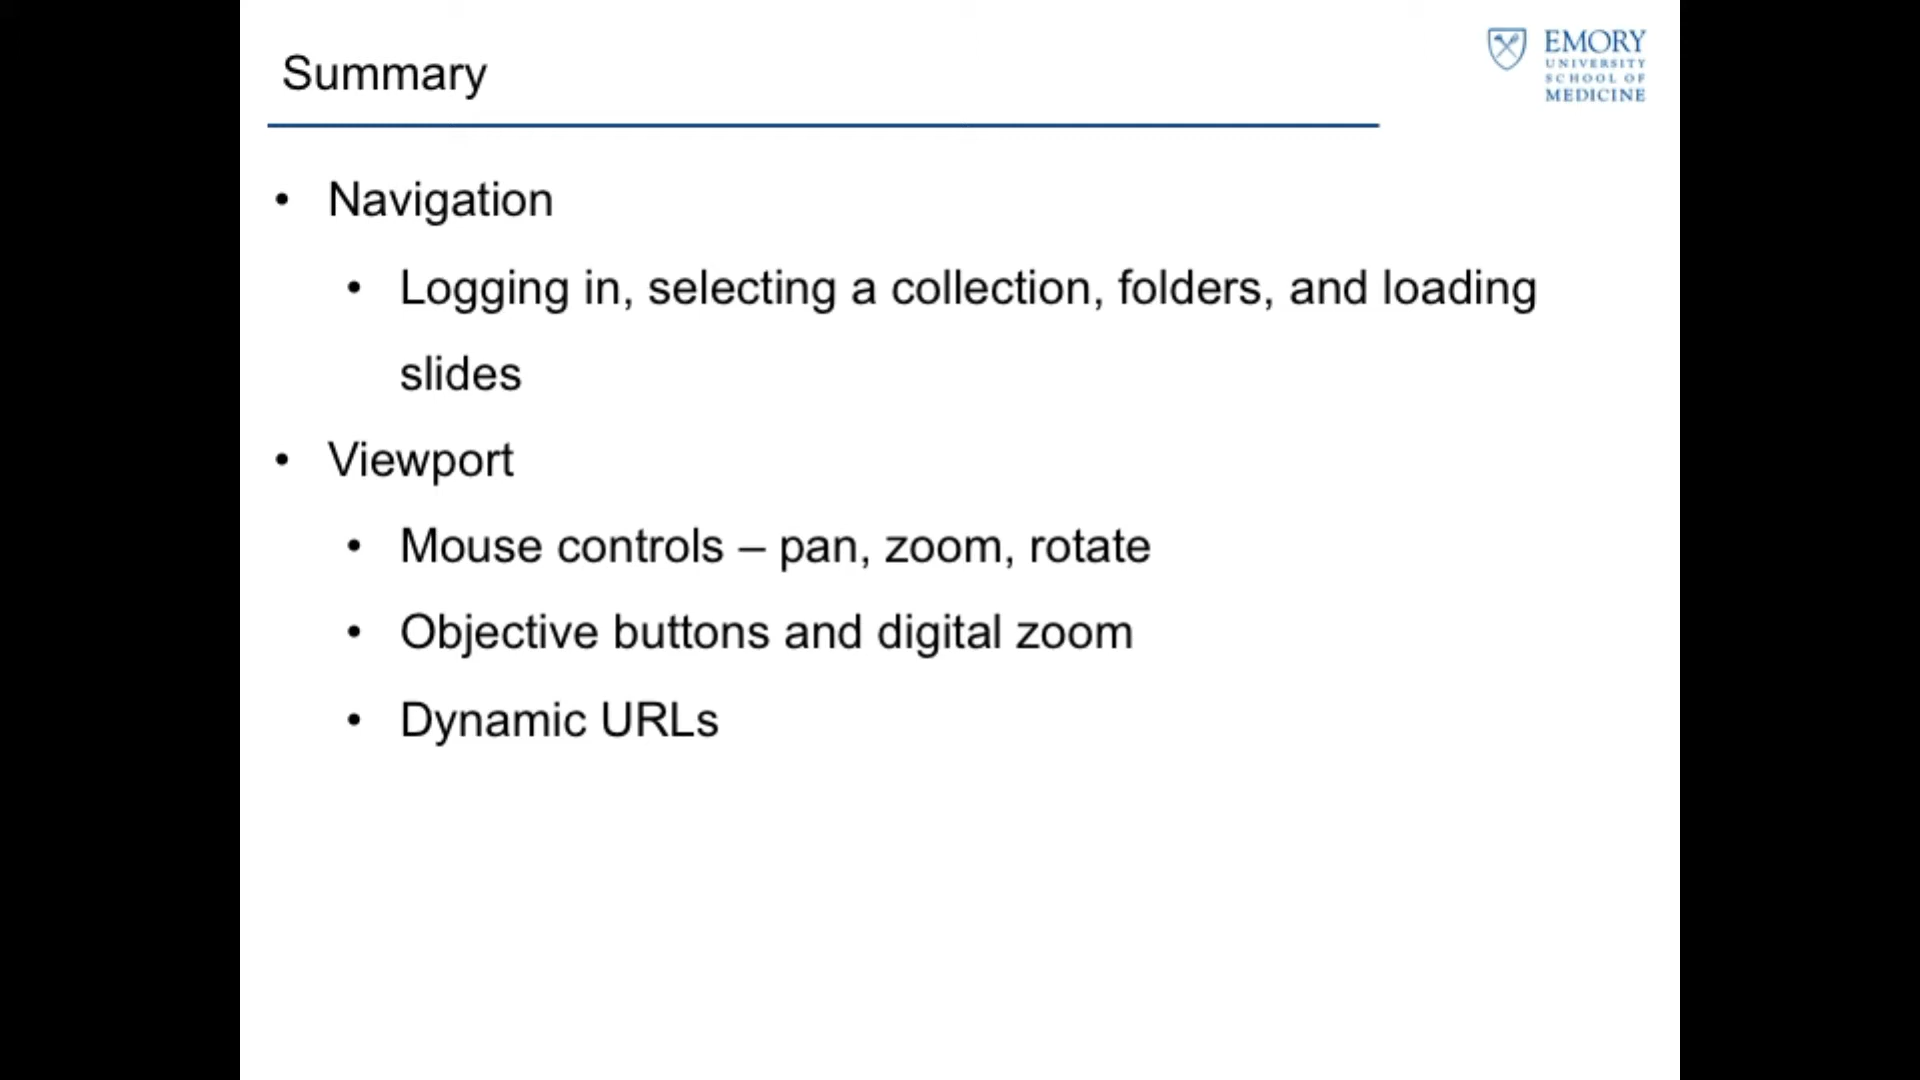 Summary
EMORY
UNIVERSITY
SCHOOL OF
MEDICINE
• Navigation
• Logging in, selecting a collection, folders, and loading
slides
• Viewport
• Mouse controls – pan, zoom, rotate
• Objective buttons and digital zoom
• Dynamic URLs